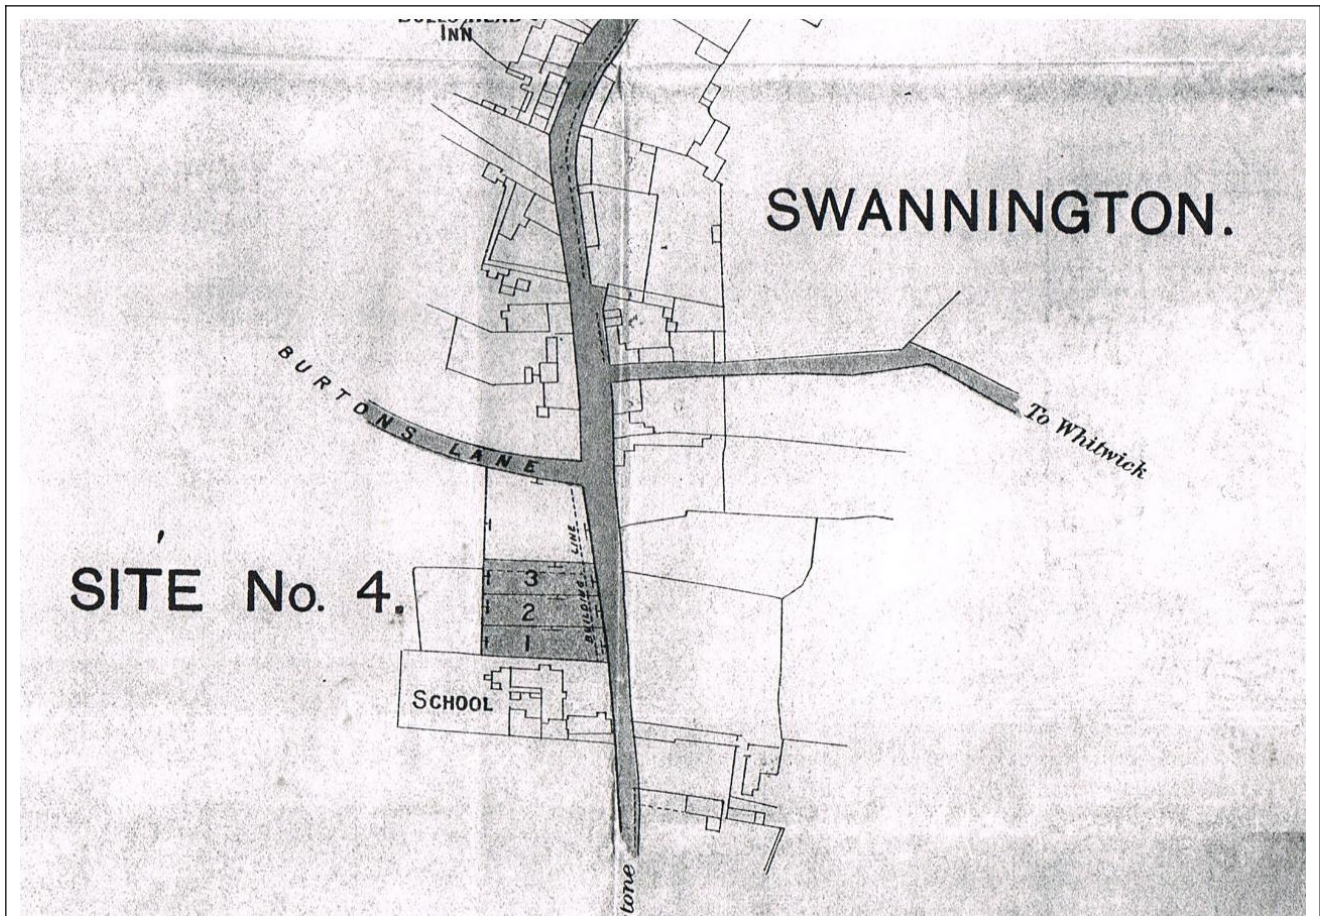 INN
SWANNINGTON.
BURTONS LANE
To Whitwick
SITE No. 4.
BUILDING LINE
3
2
1
SCHOOL